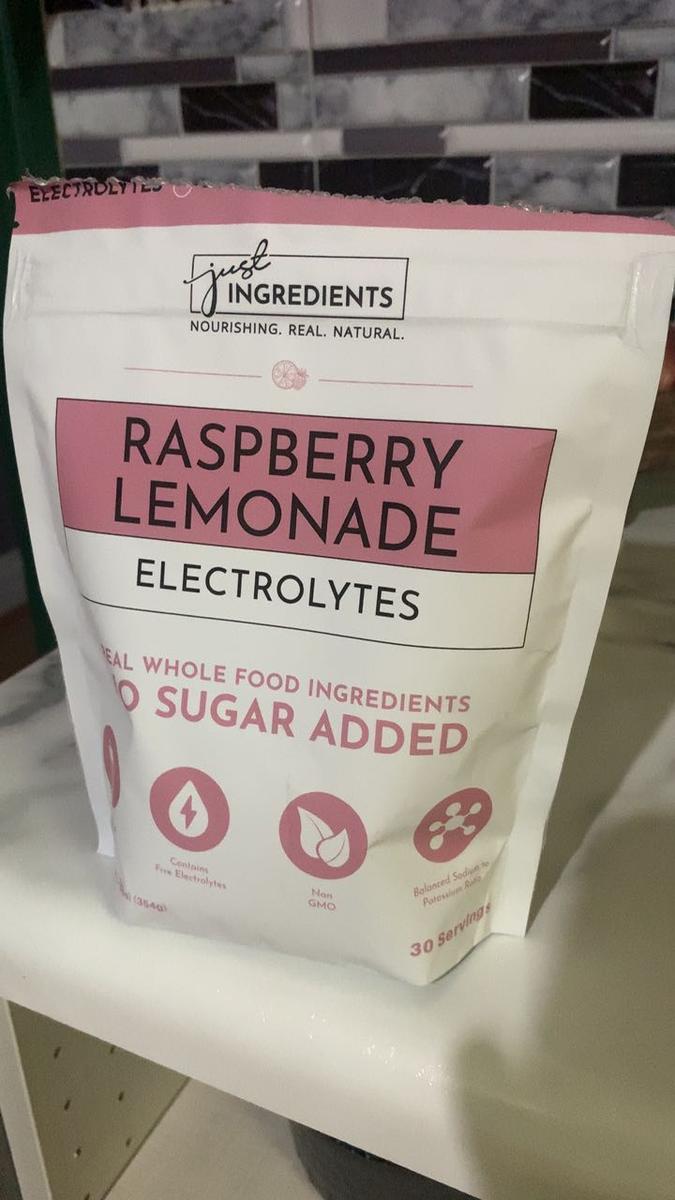 ELECTROLYTES
just
INGREDIENTS
NOURISHING. REAL. NATURAL.
RASPBERRY
LEMONADE
ELECTROLYTES
REAL WHOLE FOOD INGREDIENTS
O SUGAR ADDED
Contains
Five Electrolytes
Non
GMO
Balanced Sodium to
Potassium Ratio
(354G)
30 Servings